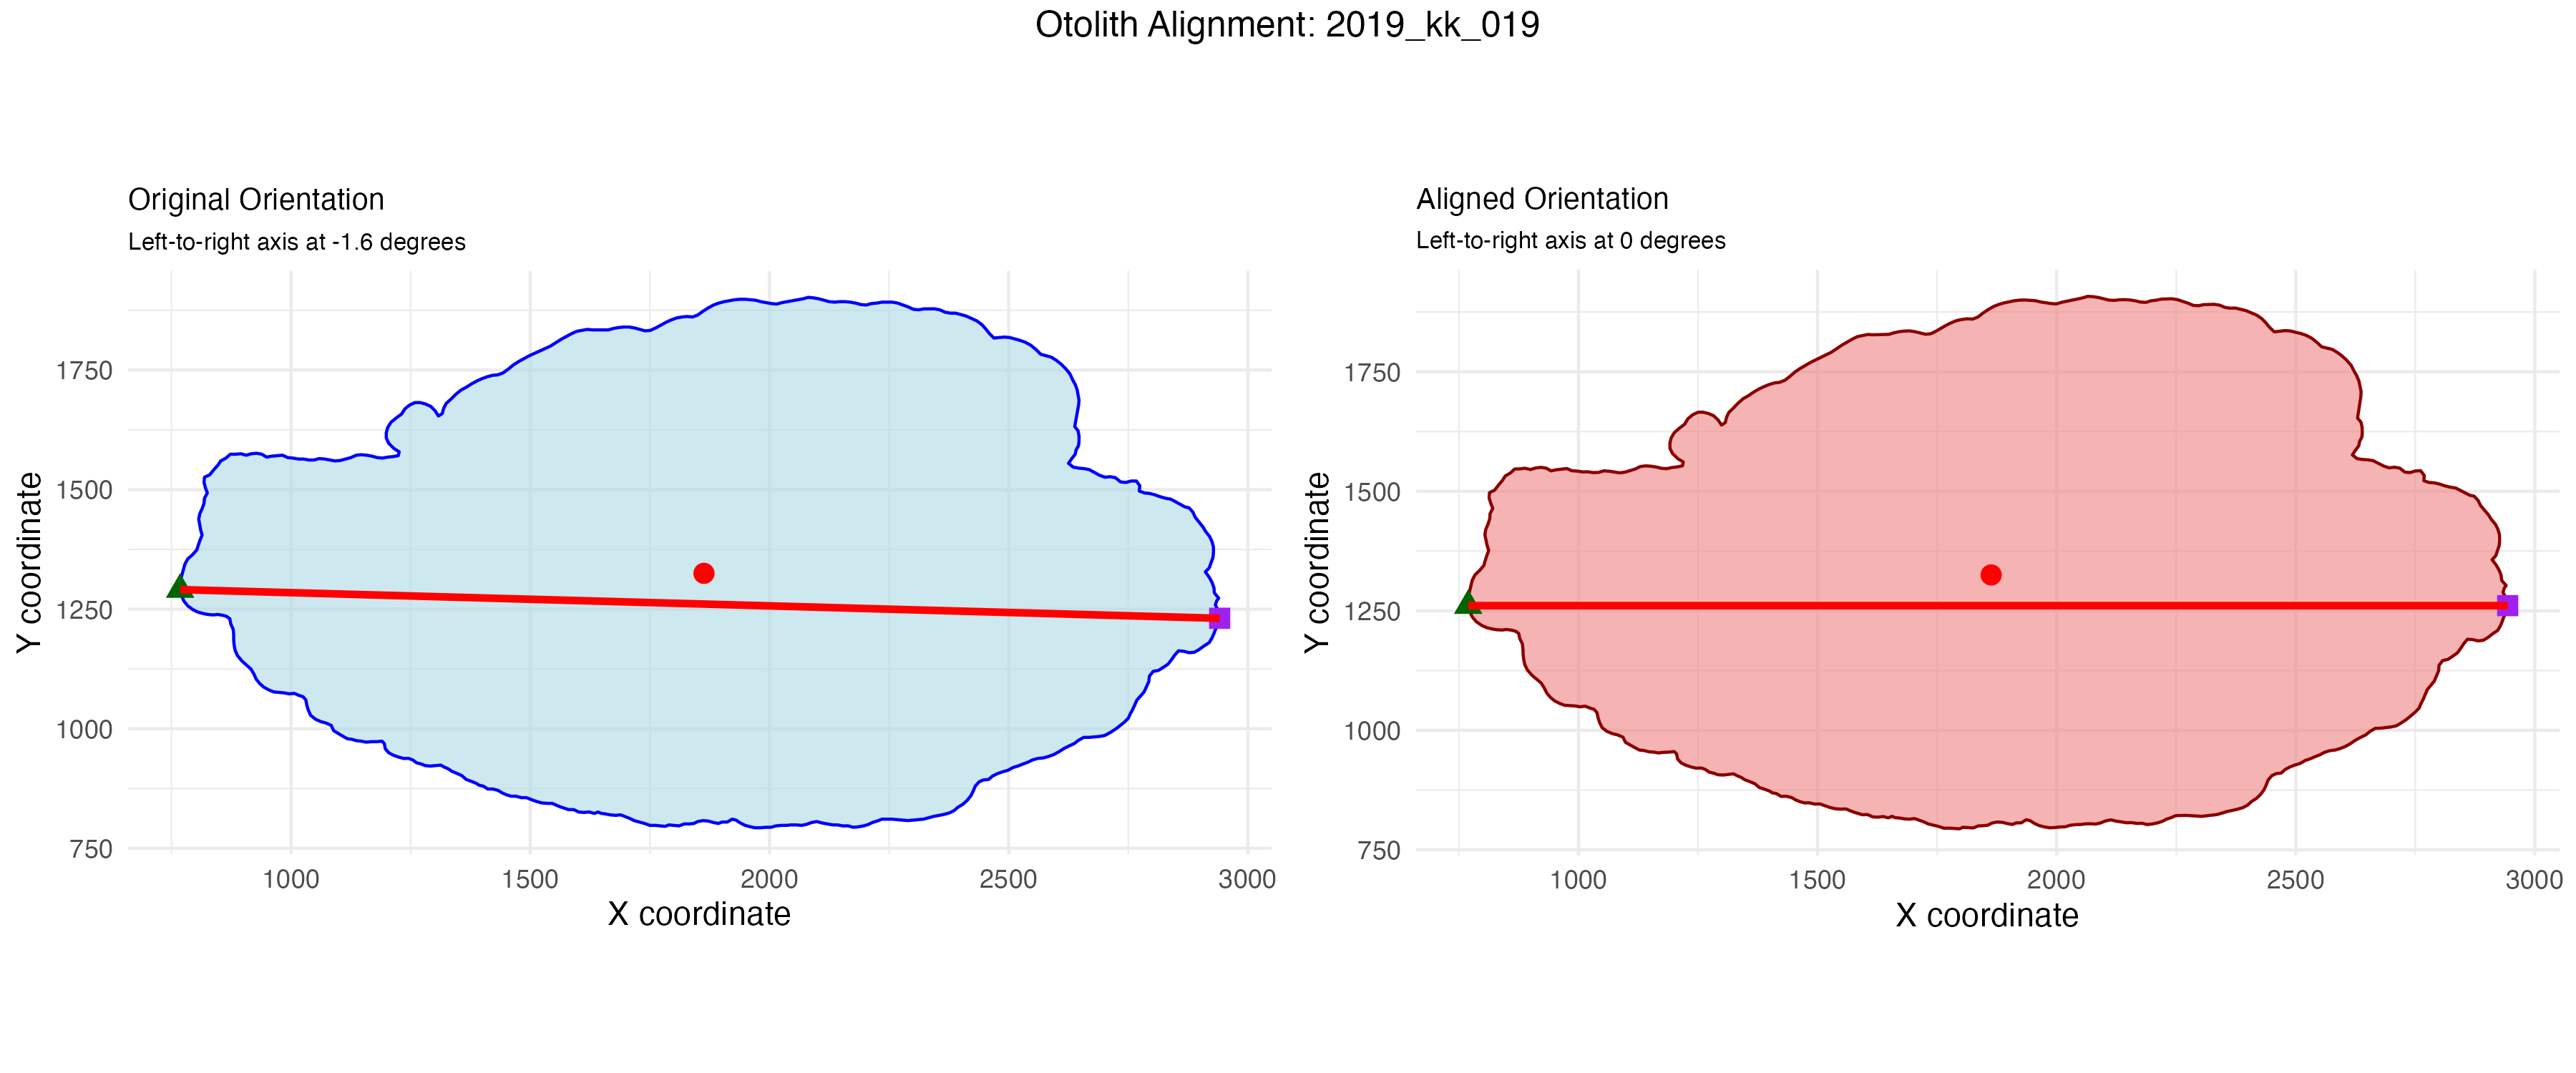 Otolith Alignment: 2019_kk_019
Original Orientation
Left-to-right axis at -1.6 degrees
1750
1500
1250
1000
750
Y coordinate
1000 1500 2000 2500 3000
X coordinate
Aligned Orientation
Left-to-right axis at 0 degrees
1750
1500
1250
1000
750
Y coordinate
1000 1500 2000 2500 3000
X coordinate